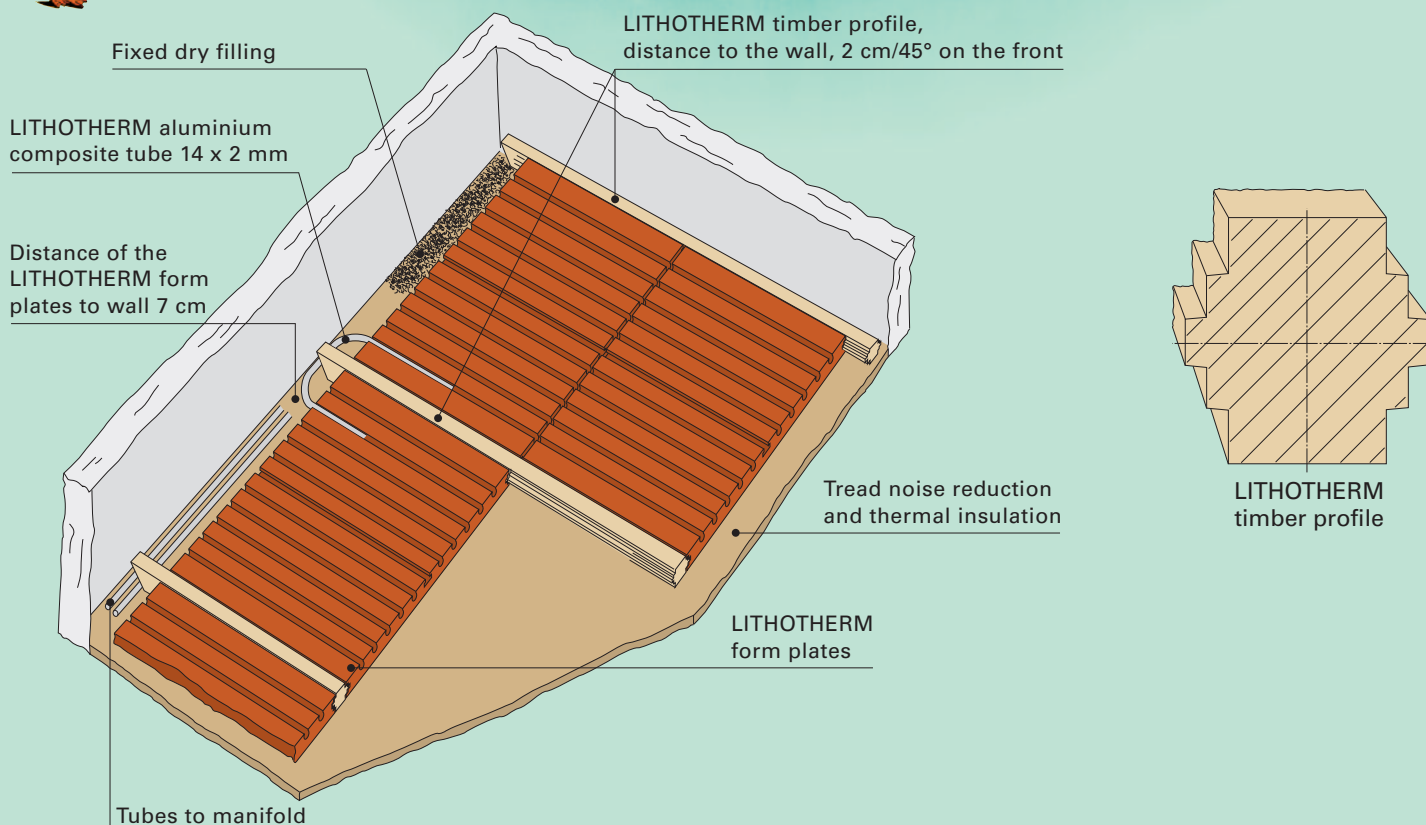 LITHOTHERM timber profile,
distance to the wall, 2 cm/45° on the front
Fixed dry filling
LITHOTHERM aluminium
composite tube 14 x 2 mm
Distance of the
LITHOTHERM form
plates to wall 7 cm
LITHOTHERM
timber profile
Tread noise reduction
and thermal insulation
LITHOTHERM
form plates
Tubes to manifold